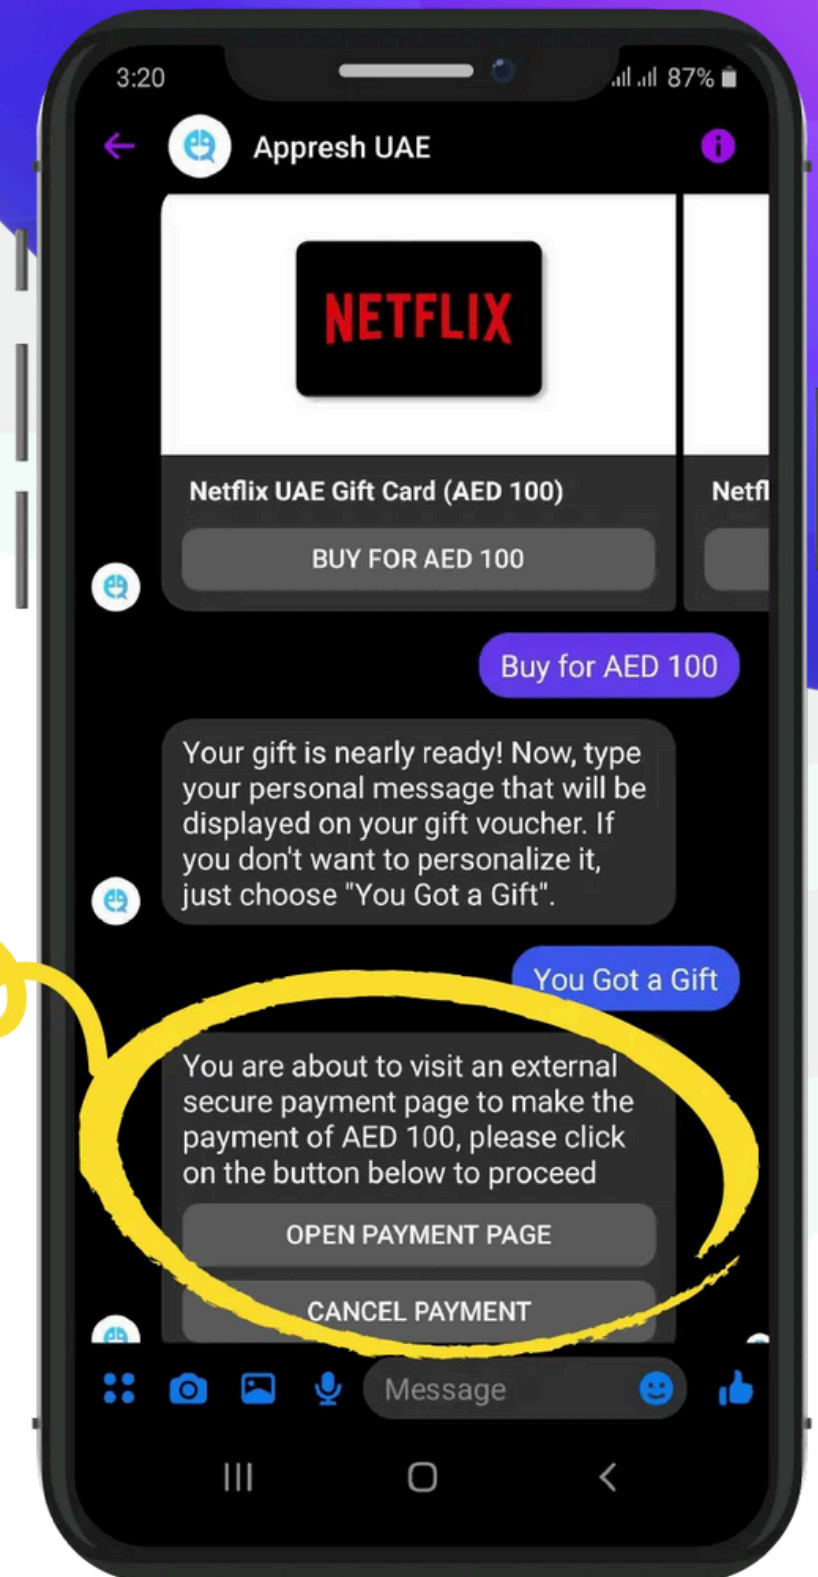 3:20
87%
Appresh UAE
NETFLIX
Netflix UAE Gift Card (AED 100)
Netfl
BUY FOR AED 100
Buy for AED 100
Your gift is nearly ready! Now, type
your personal message that will be
displayed on your gift voucher. If
you don't want to personalize it,
just choose "You Got a Gift".
You Got a Gift
You are about to visit an external
secure payment page to make the
payment of AED 100, please click
on the button below to proceed
OPEN PAYMENT PAGE
CANCEL PAYMENT
Message